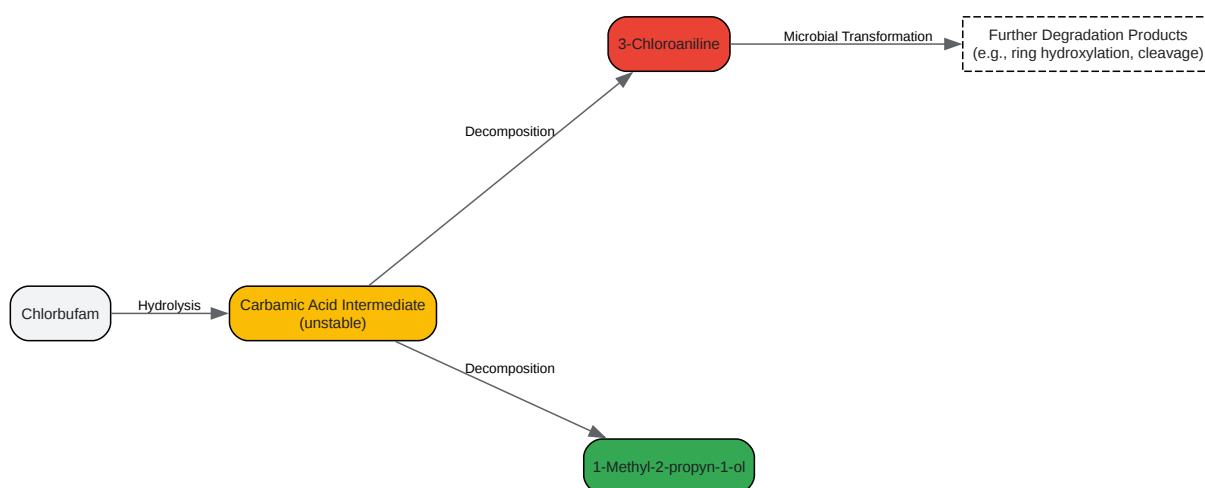 3-Chloroaniline
Microbial Transformation
Further Degradation Products
(e.g., ring hydroxylation, cleavage)
Decomposition
Chlorbufam
Hydrolysis
Carbamic Acid Intermediate
(unstable)
Decomposition
1-Methyl-2-propyn-1-ol